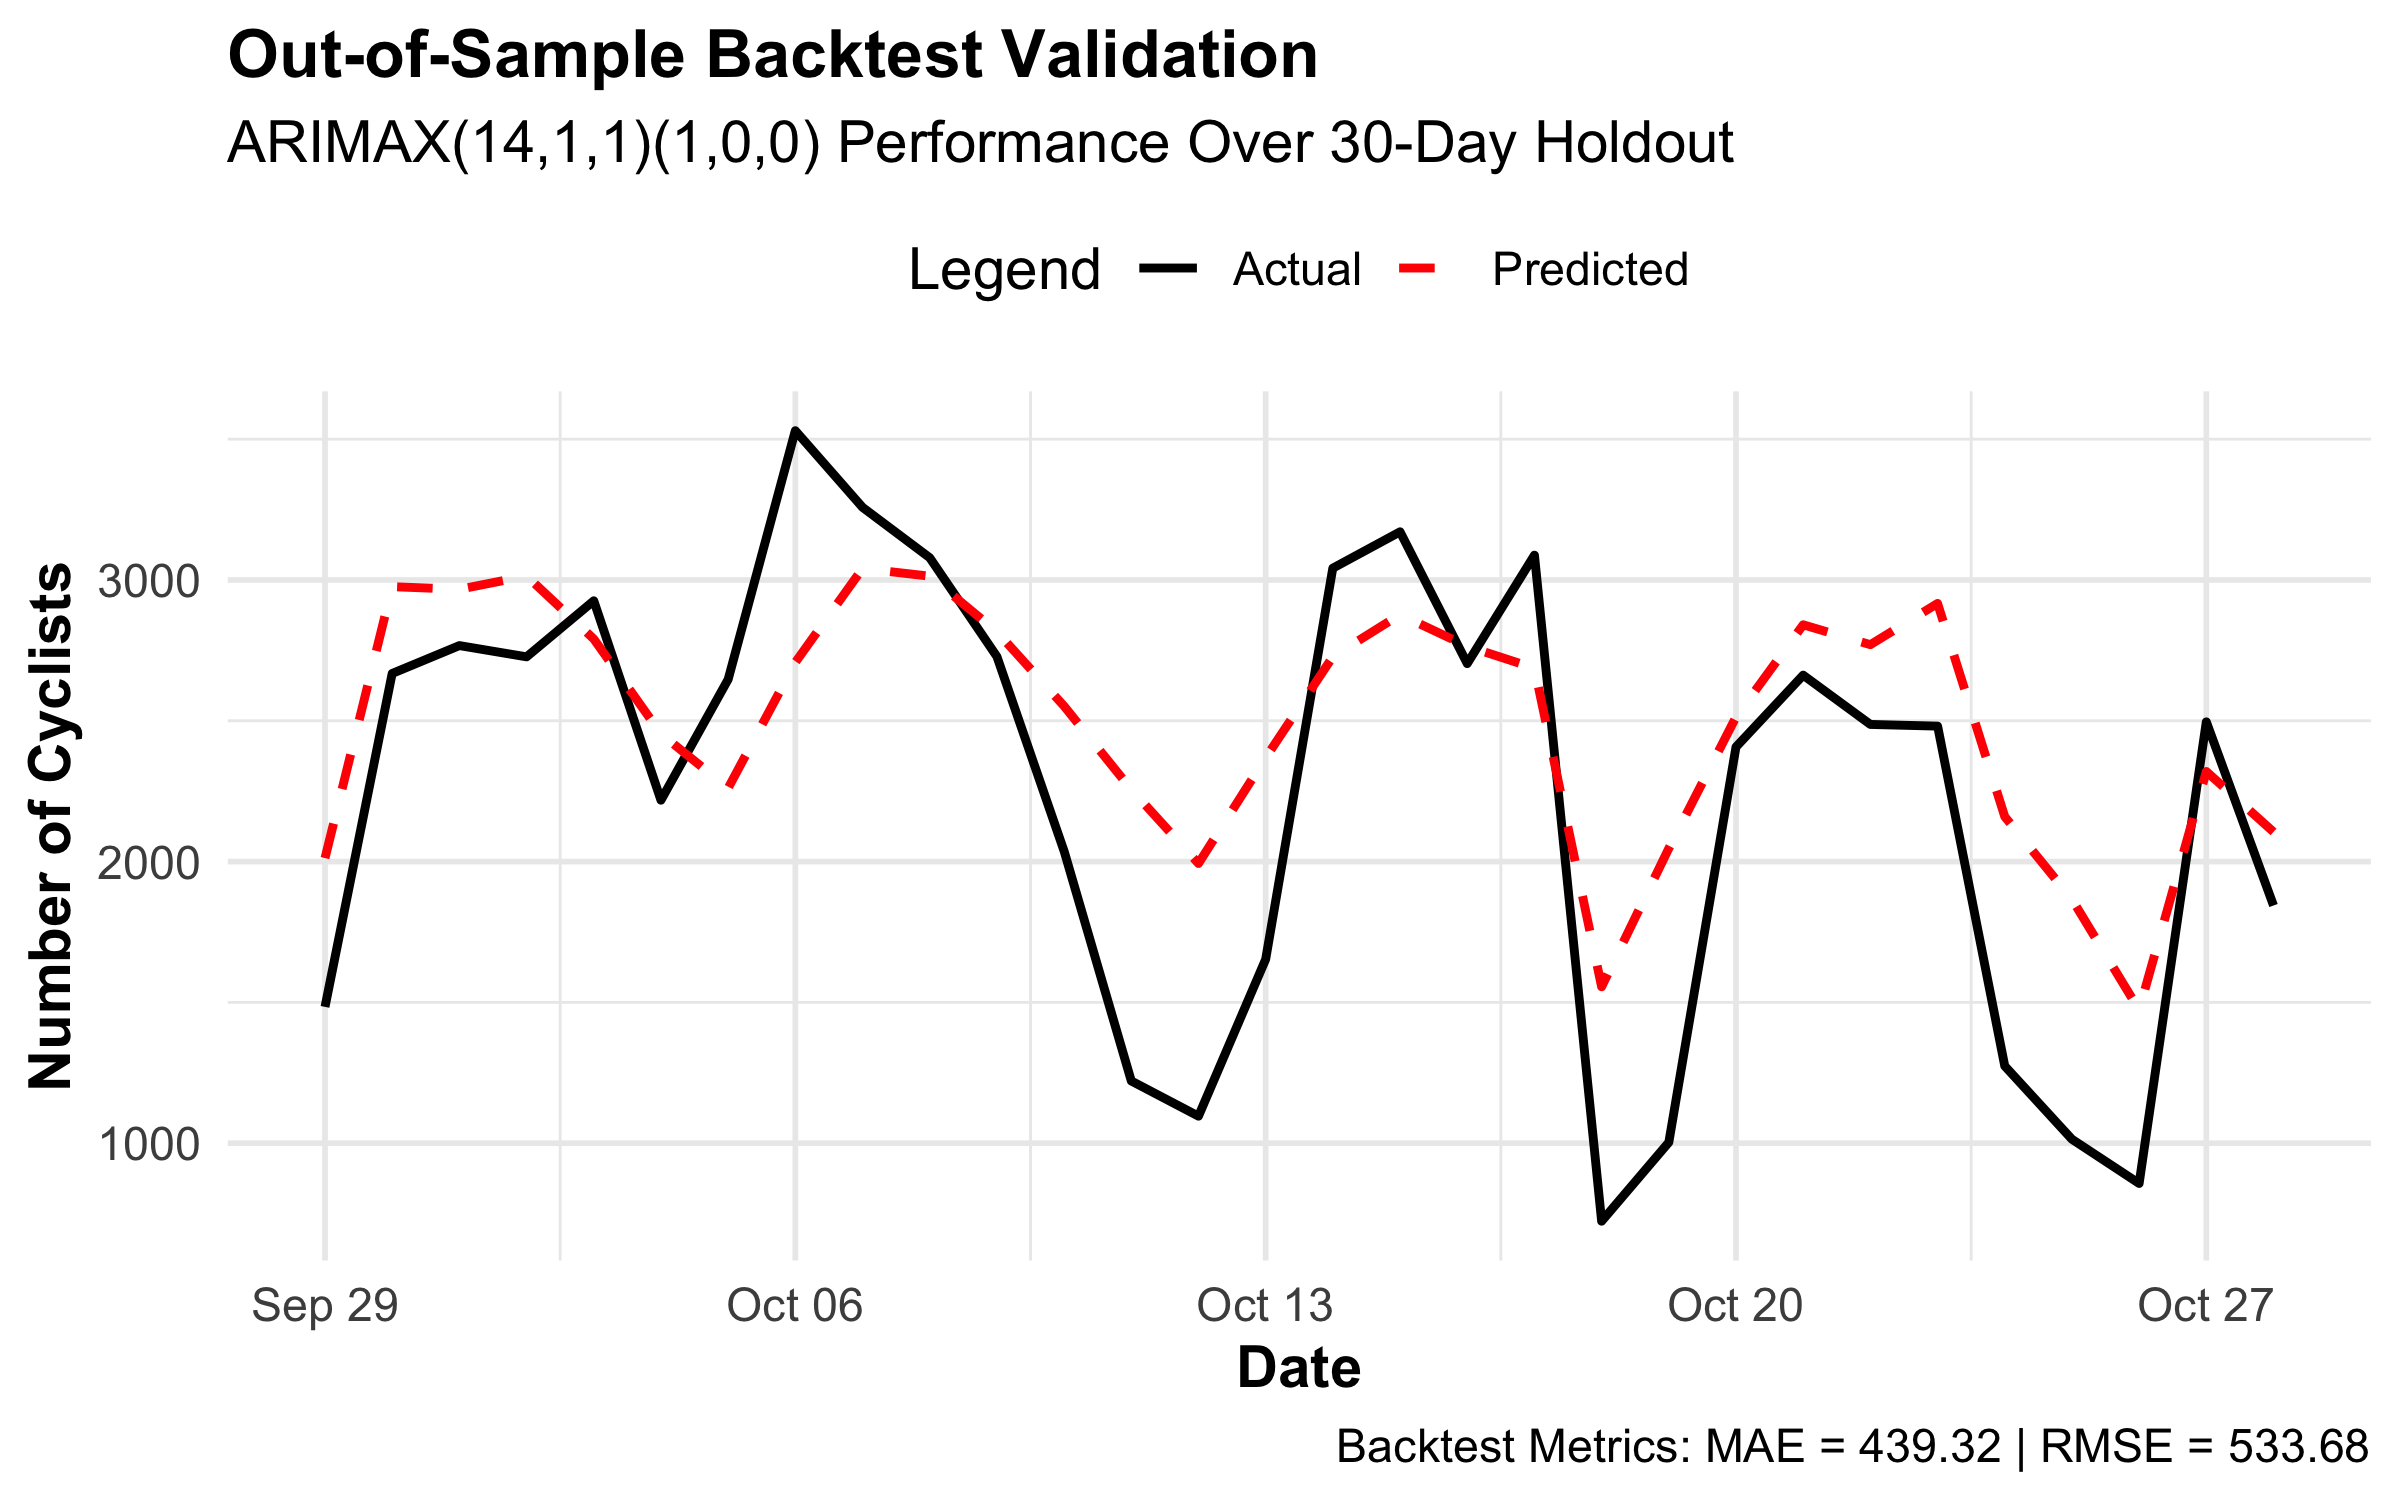 Out-of-Sample Backtest Validation
ARIMAX(14,1,1)(1,0,0) Performance Over 30-Day Holdout
Legend Actual Predicted
Number of Cyclists
3000
2000
1000
Sep 29 Oct 06 Oct 13 Oct 20 Oct 27
Date
Backtest Metrics: MAE = 439.32 | RMSE = 533.68